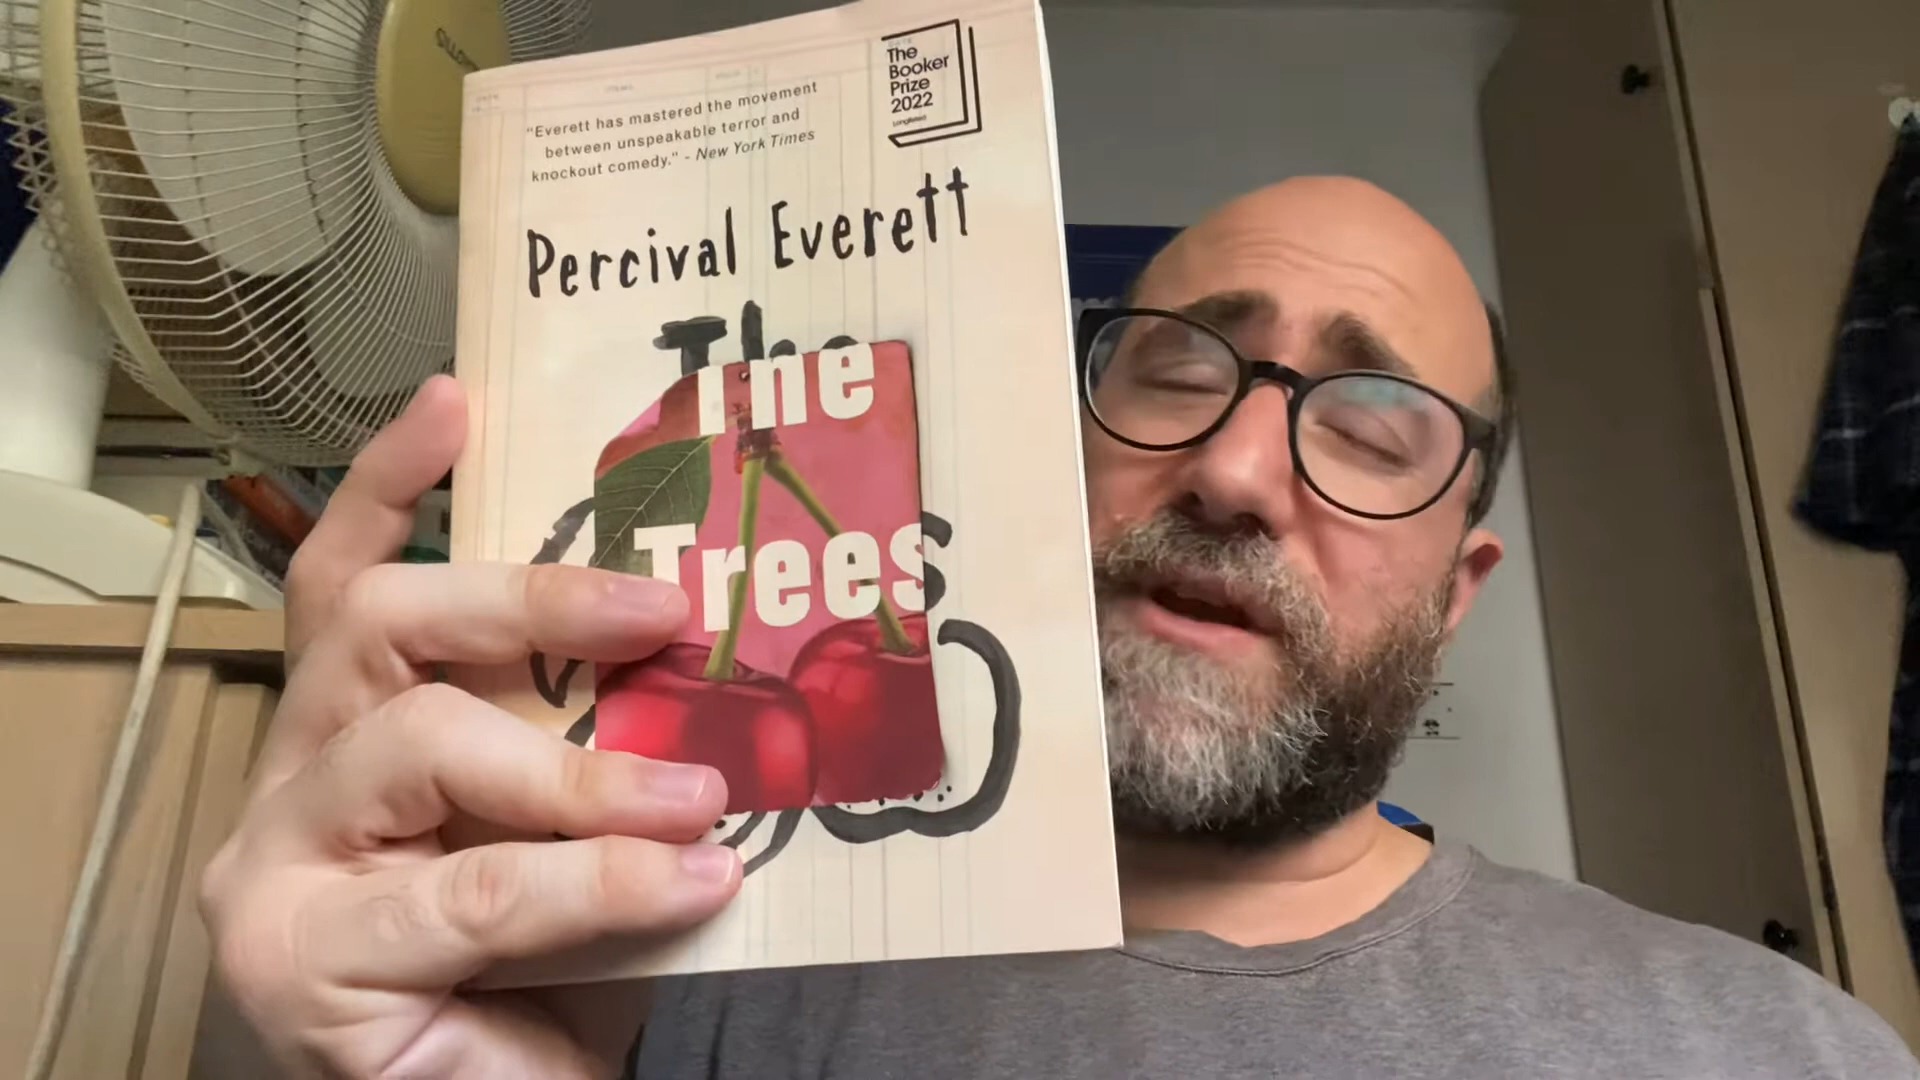 The
Booker
Prize
2022
Longlisted
"Everett has mastered the movement
between unspeakable terror and
knockout comedy." - New York Times
Percival Everett
The
The
Trees